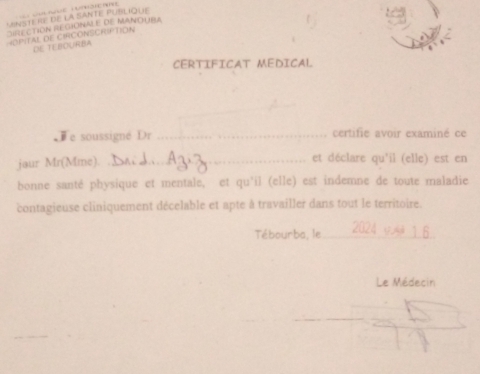 MINISTERE DE LA SANTE PUBLIQUE
DIRECTION REGIONALE DE MANOUBA
HOPITAL DE CIRCONSCRIPTION
DE TEBOURBA
CERTIFICAT MEDICAL
Je soussigné Dr ................................................ certifie avoir examiné ce
jour Mr(Mme). Dridi Aziz ........................ et déclare qu'il (elle) est en
bonne santé physique et mentale, et qu'il (elle) est indemne de toute maladie
contagieuse cliniquement décelable et apte à travailler dans tout le territoire.
Tébourba, le 2024 18
Le Médecin